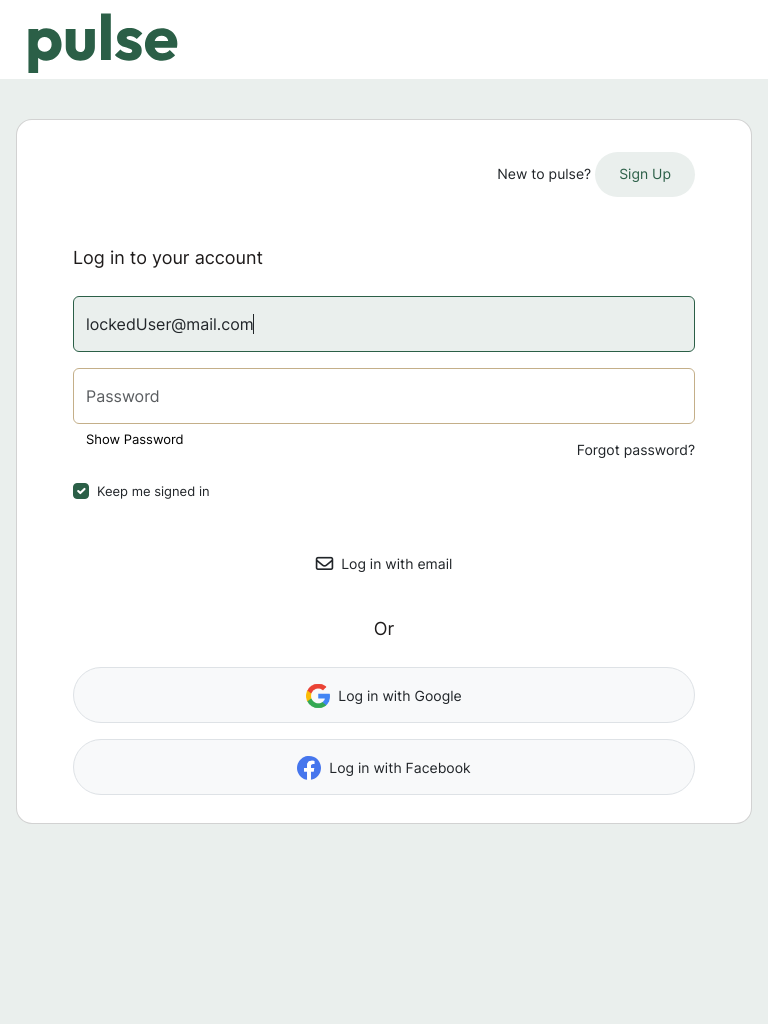 pulse
New to pulse? Sign Up
Log in to your account
lockedUser@mail.com
Password
Show Password
Forgot password?
Keep me signed in
Log in with email
Or
Log in with Google
Log in with Facebook